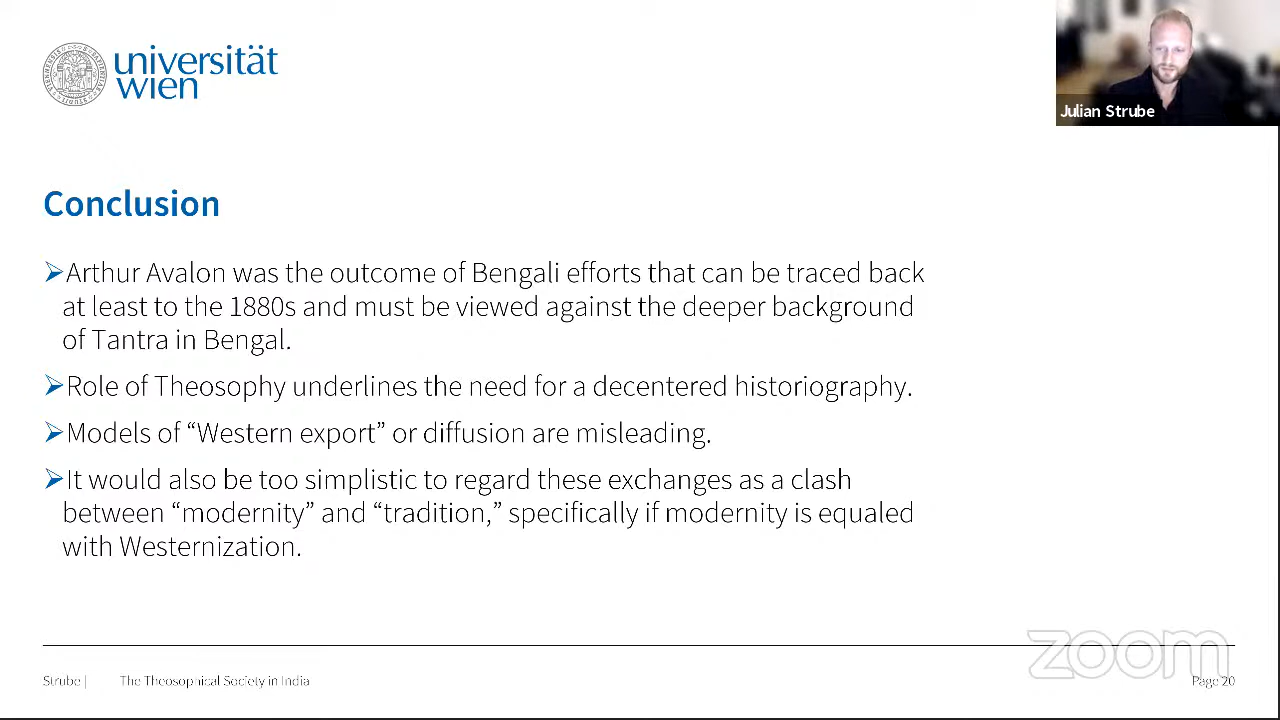 universität
wien
Julian Strube
Conclusion
➢Arthur Avalon was the outcome of Bengali efforts that can be traced back
at least to the 1880s and must be viewed against the deeper background
of Tantra in Bengal.
➢Role of Theosophy underlines the need for a decentered historiography.
➢Models of “Western export” or diffusion are misleading.
➢It would also be too simplistic to regard these exchanges as a clash
between “modernity” and “tradition,” specifically if modernity is equaled
with Westernization.
zoom
Strube | The Theosophical Society in India Page 20